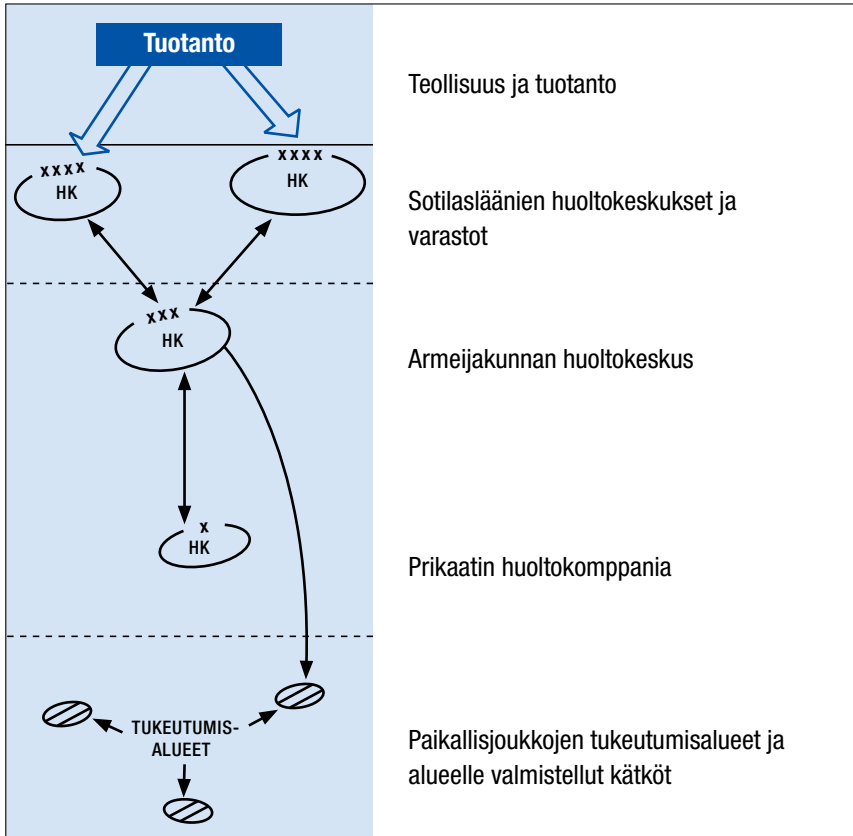 Tuotanto
Teollisuus ja tuotanto
xxxx
HK
xxxx
HK
Sotilasläänien huoltokeskukset ja
varastot
xxx
HK
Armeijakunnan huoltokeskus
x
HK
Prikaatin huoltokomppania
TUKEUTUMIS-
ALUEET
Paikallisjoukkojen tukeutumisalueet ja
alueelle valmistellut kätköt